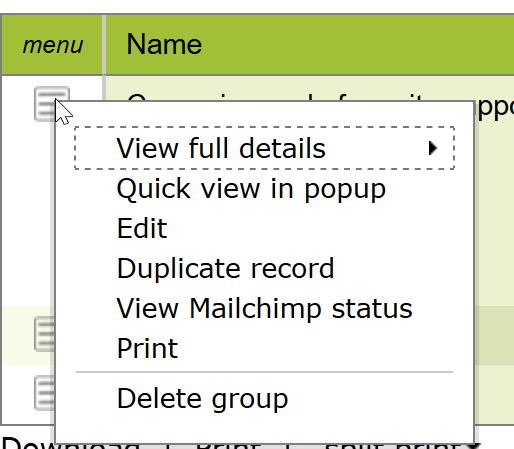 menu Name
View full details
Quick view in popup
Edit
Duplicate record
View Mailchimp status
Print
Delete group